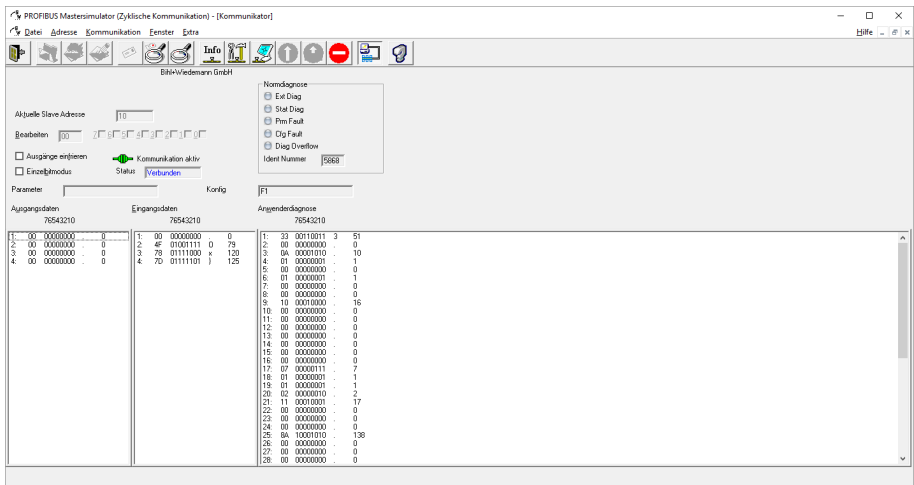 PROFIBUS Mastersimulator (Zyklische Kommunikation) - [Kommunikator]
Datei Adresse Kommunikation Fenster Extra Hilfe
Info
Bihl+Wiedemann GmbH
Normdiagnose
Ext Diag
Stat Diag
Prm Fault
Cfg Fault
Diag Overflow
Ident Nummer 5868
Aktuelle Slave Adresse 10
Bearbeiten 00 7 6 5 4 3 2 1 0
Ausgänge einfrieren
Kommunikation aktiv
Einzelbitmodus
Status Verbunden
Parameter
Konfig F1
Ausgangsdaten Eingangsdaten Anwenderdiagnose
76543210 76543210 76543210
1: 00 00000000 . 0
2: 00 00000000 . 0
3: 00 00000000 . 0
4: 00 00000000 . 0
1: 00 00000000 . 0
2: 4F 01001111 O 79
3: 78 01111000 x 120
4: 7D 01111101 } 125
1: 33 00110011 3 51
2: 00 00000000 . 0
3: 0A 00001010 . 10
4: 01 00000001 . 1
5: 00 00000000 . 0
6: 01 00000001 . 1
7: 00 00000000 . 0
8: 00 00000000 . 0
9: 10 00010000 . 16
10: 00 00000000 . 0
11: 00 00000000 . 0
12: 00 00000000 . 0
13: 00 00000000 . 0
14: 00 00000000 . 0
15: 00 00000000 . 0
16: 00 00000000 . 0
17: 07 00000111 . 7
18: 01 00000001 . 1
19: 01 00000001 . 1
20: 02 00000010 . 2
21: 11 00010001 . 17
22: 00 00000000 . 0
23: 00 00000000 . 0
24: 00 00000000 . 0
25: 8A 10001010 . 138
26: 00 00000000 . 0
27: 00 00000000 . 0
28: 00 00000000 . 0